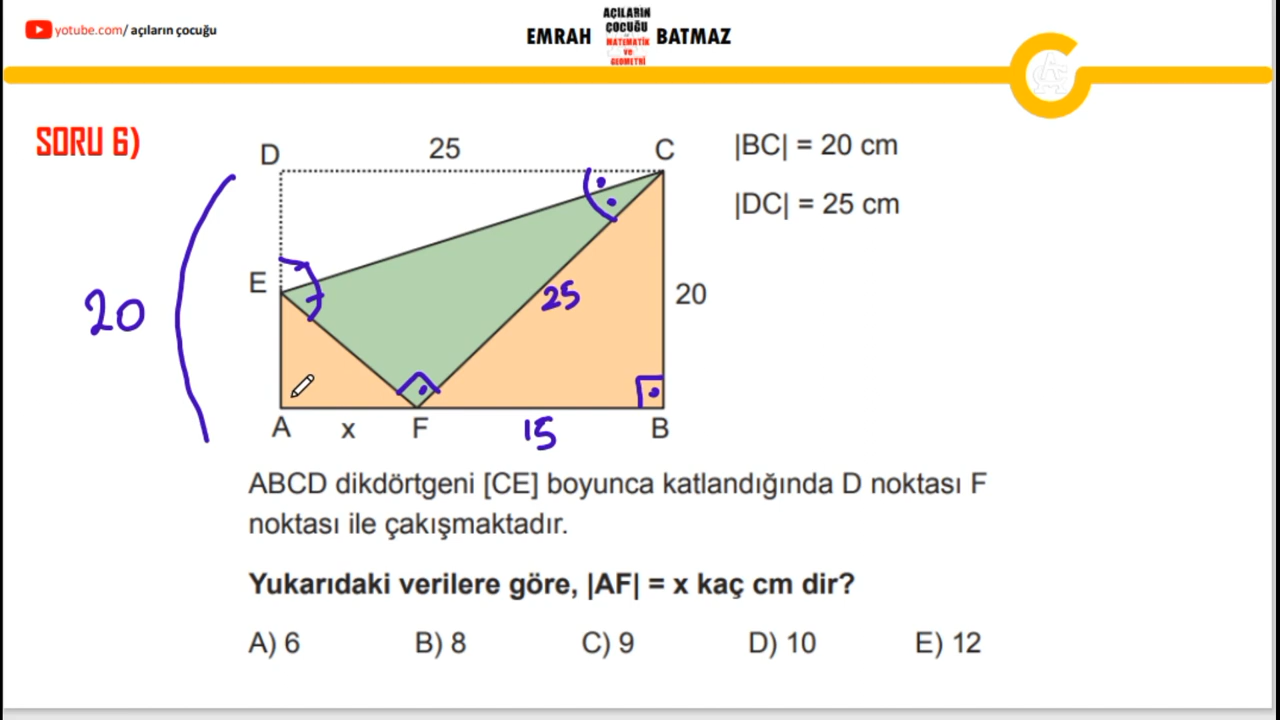 yotube.com/ açıların çocuğu
EMRAH
AÇILARIN
ÇOCUĞU
MATEMATİK
ve
GEOMETRİ
BATMAZ
SORU 6)
D
25
C
|BC| = 20 cm
|DC| = 25 cm
E
20
25
20
A
x
F
15
B
ABCD dikdörtgeni [CE] boyunca katlandığında D noktası F
noktası ile çakışmaktadır.
Yukarıdaki verilere göre, |AF| = x kaç cm dir?
A) 6 B) 8 C) 9 D) 10 E) 12